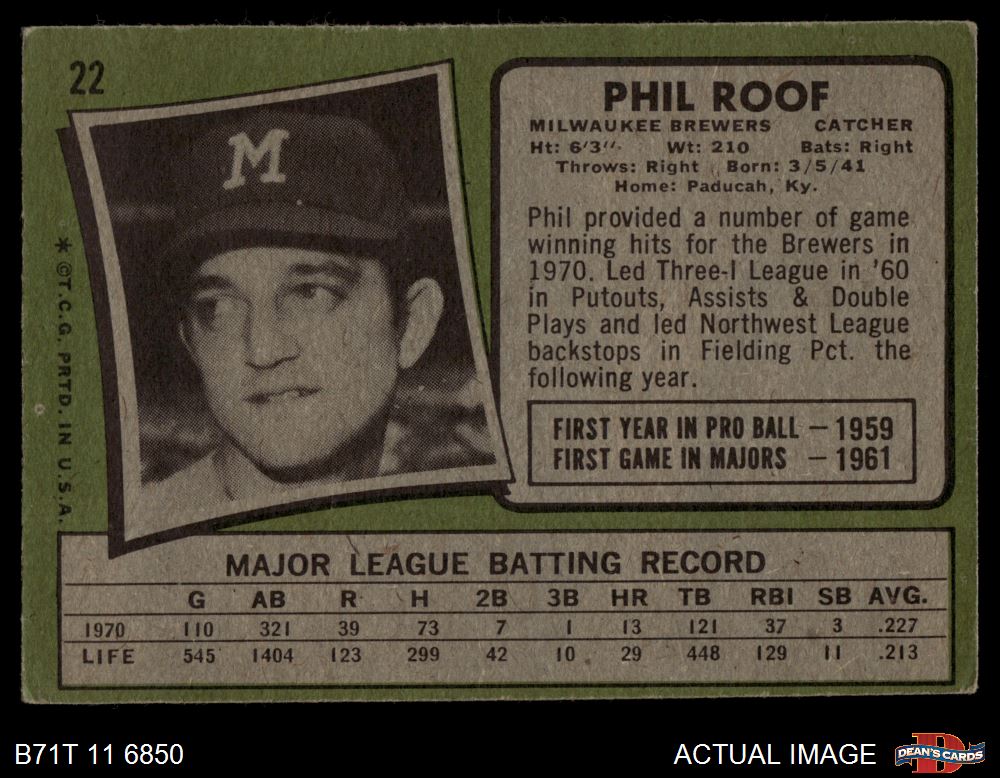 22
M
* ©T.C.G. PRTD. IN U.S.A.
PHIL ROOF
MILWAUKEE BREWERS CATCHER
Ht: 6'3" Wt: 210 Bats: Right
Throws: Right Born: 3/5/41
Home: Paducah, Ky.
Phil provided a number of game
winning hits for the Brewers in
1970. Led Three-I League in '60
in Putouts, Assists & Double
Plays and led Northwest League
backstops in Fielding Pct. the
following year.
FIRST YEAR IN PRO BALL — 1959
FIRST GAME IN MAJORS — 1961
MAJOR LEAGUE BATTING RECORD
G AB R H 2B 3B HR TB RBI SB AVG.
1970 110 321 39 73 7 1 13 121 37 3 .227
LIFE 545 1404 123 299 42 10 29 448 129 11 .213
B71T 11 6850
ACTUAL IMAGE
D
DEAN'S CARDS